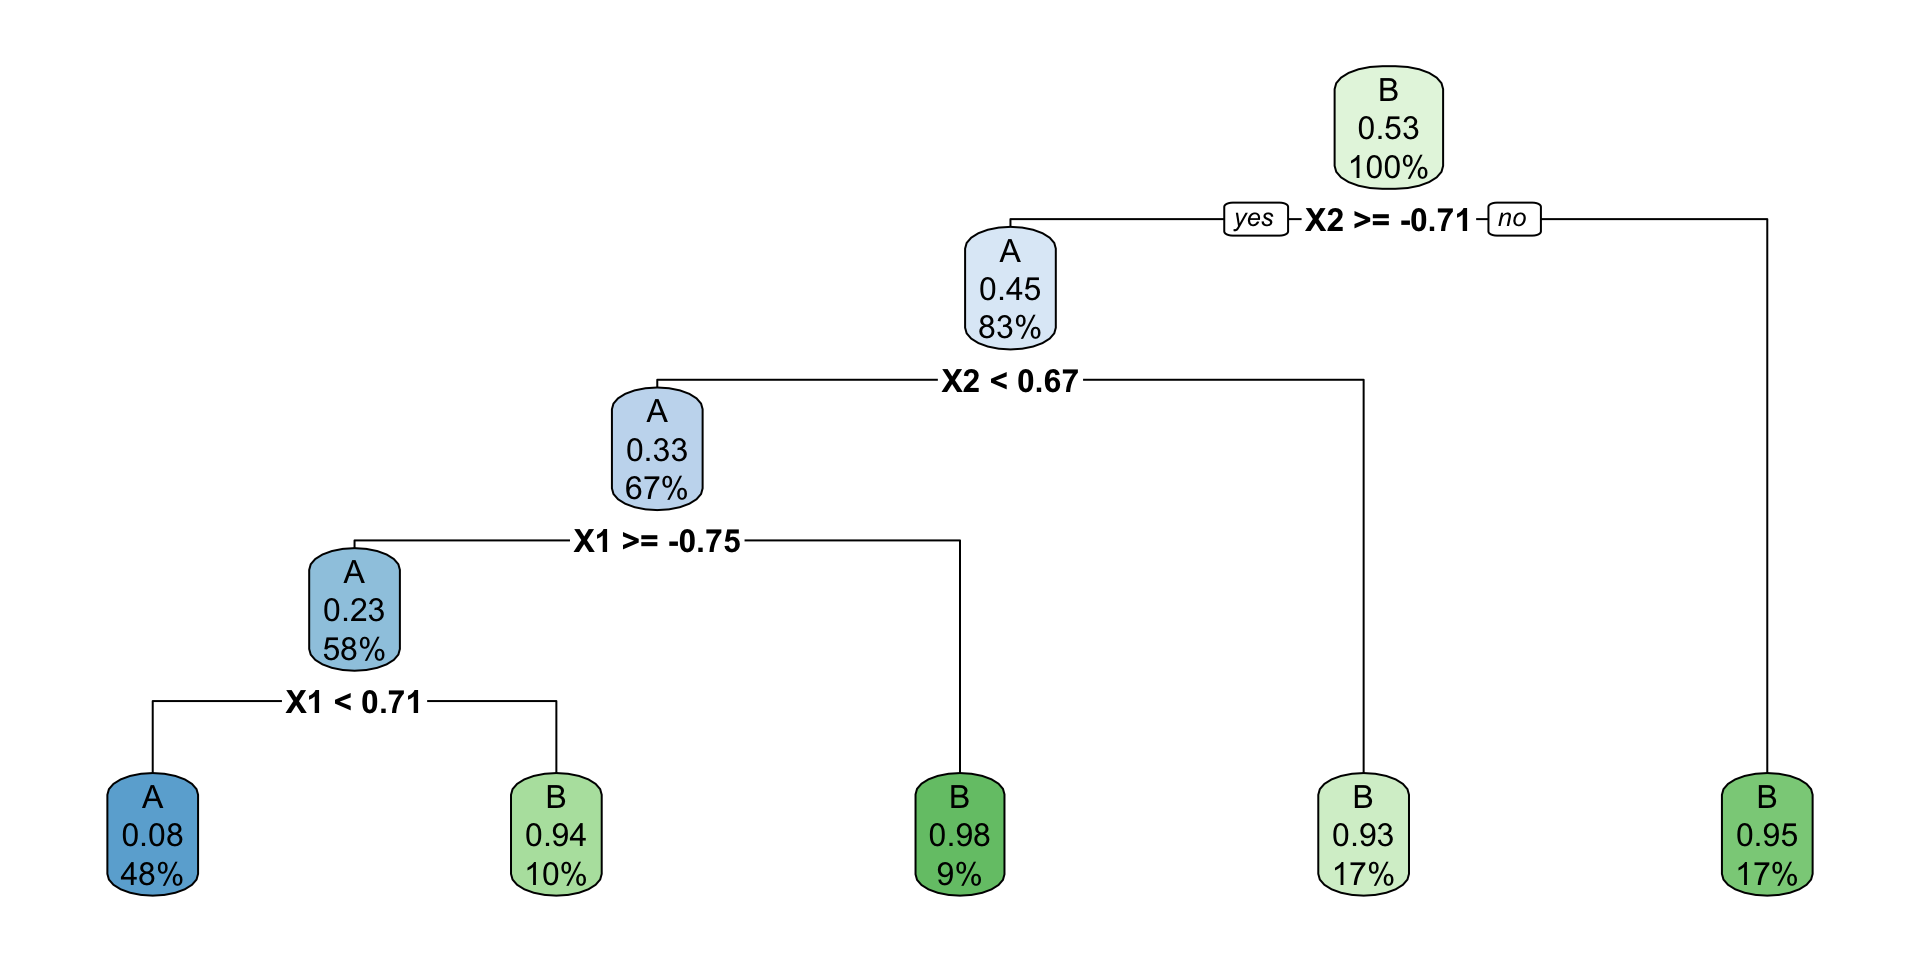 B
0.53
100%
yes X2 >= -0.71 no
A
0.45
83%
X2 < 0.67
A
0.33
67%
X1 >= -0.75
A
0.23
58%
X1 < 0.71
A
0.08
48%
B
0.94
10%
B
0.98
9%
B
0.93
17%
B
0.95
17%